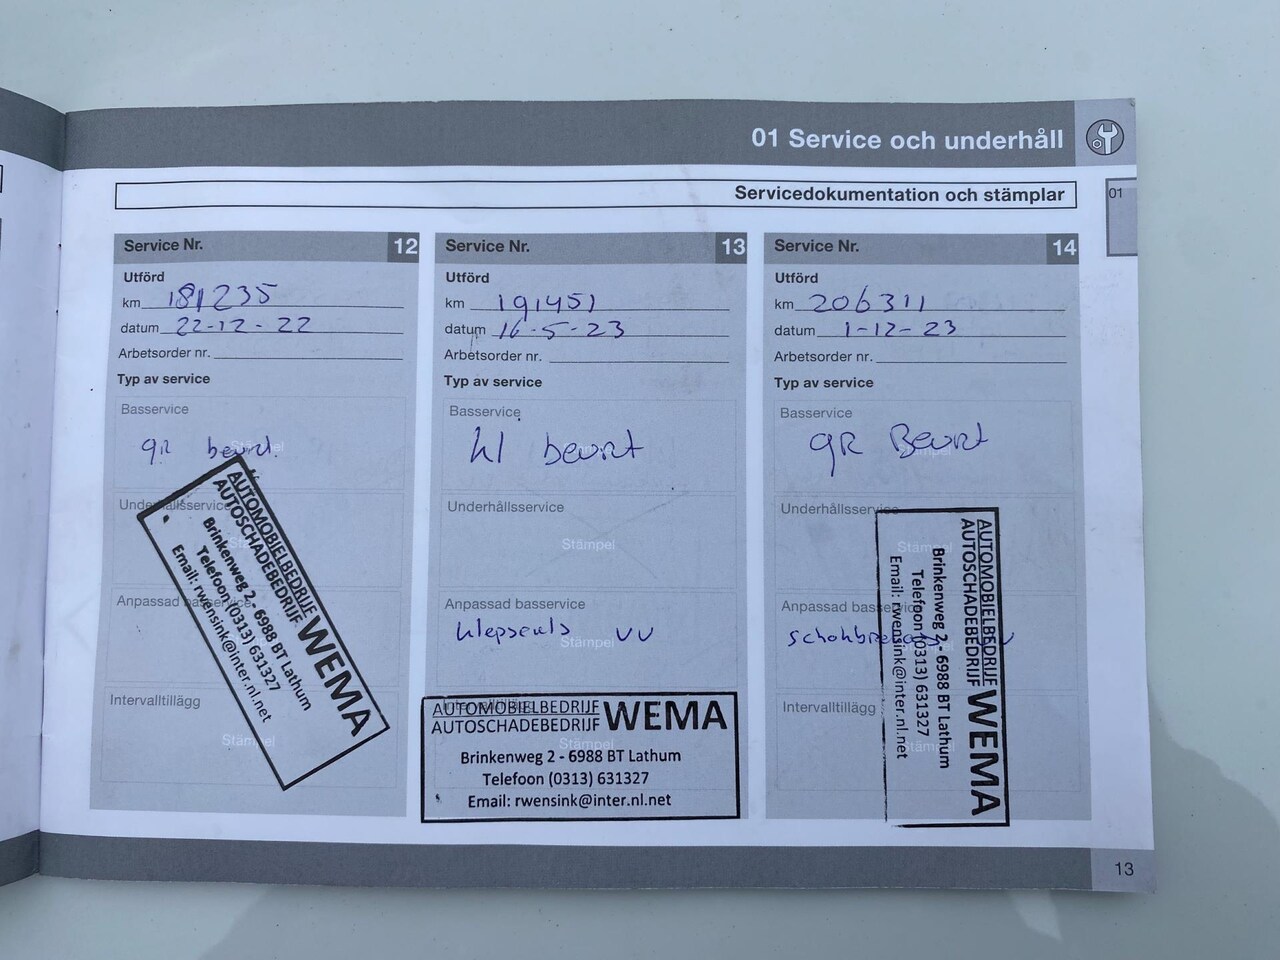 01 Service och underhåll
Servicedokumentation och stämplar
01
Service Nr. 12
Utförd
km 181235
datum 22-12-22
Arbetsorder nr.
Typ av service
Basservice
Stämpel
gr beurt.
Underhållsservice
Stämpel
Anpassad basservice
Intervalltillägg
Stämpel
AUTOMOBIELBEDRIJF
AUTOSCHADEBEDRIJF WEMA
Brinkenweg 2 - 6988 BT Lathum
Telefoon (0313) 631327
Email: rwensink@inter.nl.net
Service Nr. 13
Utförd
km 191451
datum 16-5-23
Arbetsorder nr.
Typ av service
Basservice
kl beurt
Underhållsservice
Stämpel
Anpassad basservice
Stämpel
VV
Stämpel
AUTOMOBIELBEDRIJF
AUTOSCHADEBEDRIJF WEMA
Brinkenweg 2 - 6988 BT Lathum
Telefoon (0313) 631327
Email: rwensink@inter.nl.net
Service Nr. 14
Utförd
km 206311
datum 1-12-23
Arbetsorder nr.
Typ av service
Basservice
gR Beurt
Underhållsservice
Stämpel
Anpassad basservice
Intervalltillägg
Stämpel
AUTOMOBIELBEDRIJF
AUTOSCHADEBEDRIJF WEMA
Brinkenweg 2 - 6988 BT Lathum
Telefoon (0313) 631327
Email: rwensink@inter.nl.net
13